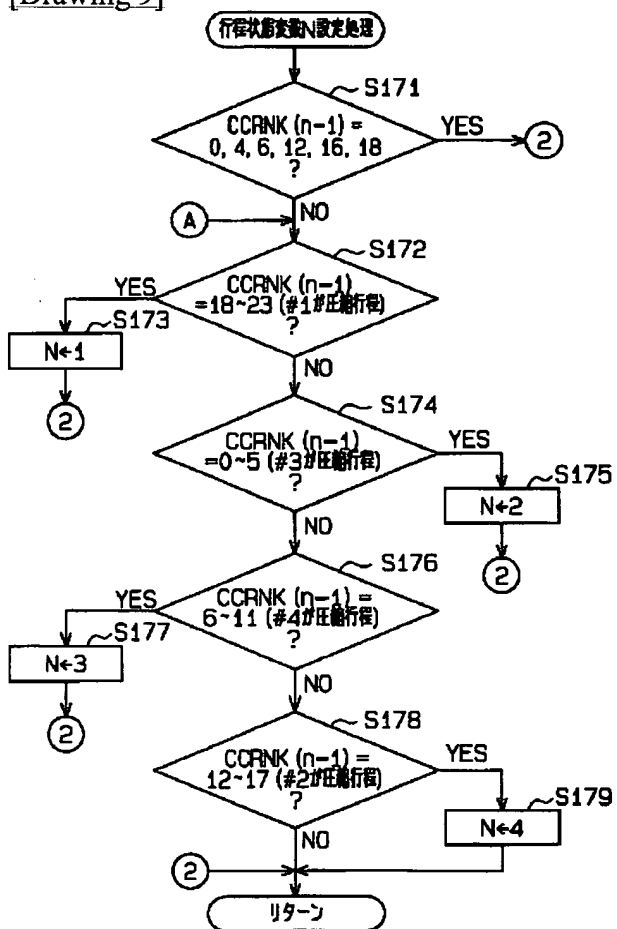 [Drawing 9]
行程状態変数N設定処理
S171
CCRNK (n-1) =
0, 4, 6, 12, 16, 18
?
YES
2
NO
A
S172
CCRNK (n-1)
=18~23 (#1が圧縮行程)
?
YES
S173
N←1
2
NO
S174
CCRNK (n-1)
=0~5 (#3が圧縮行程)
?
YES
S175
N←2
2
NO
S176
CCRNK (n-1) =
6~11 (#4が圧縮行程)
?
YES
S177
N←3
2
NO
S178
CCRNK (n-1) =
12~17 (#2が圧縮行程)
?
YES
S179
N←4
NO
2
リターン